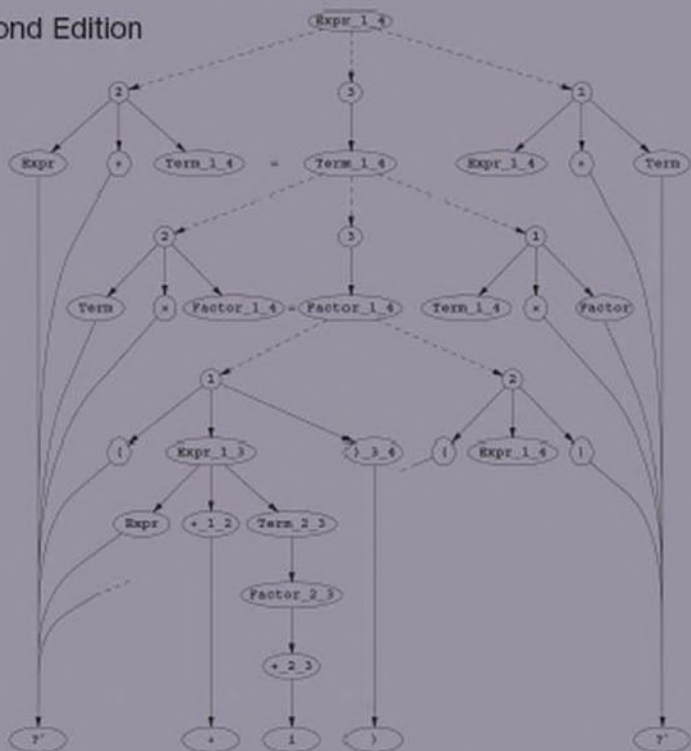 ond Edition
Expr_1_4
2 3 1
Expr + Term_1_4 = Term_1_4 Expr_1_4 + Term
2 3 1
Term × Factor_1_4 = Factor_1_4 Term_1_4 × Factor
1 2
( Expr_1_3 )_3_4 ( Expr_1_4 )
Expr +_1_2 Term_2_3
Factor_2_3
+_2_3
?* + i ) ?*